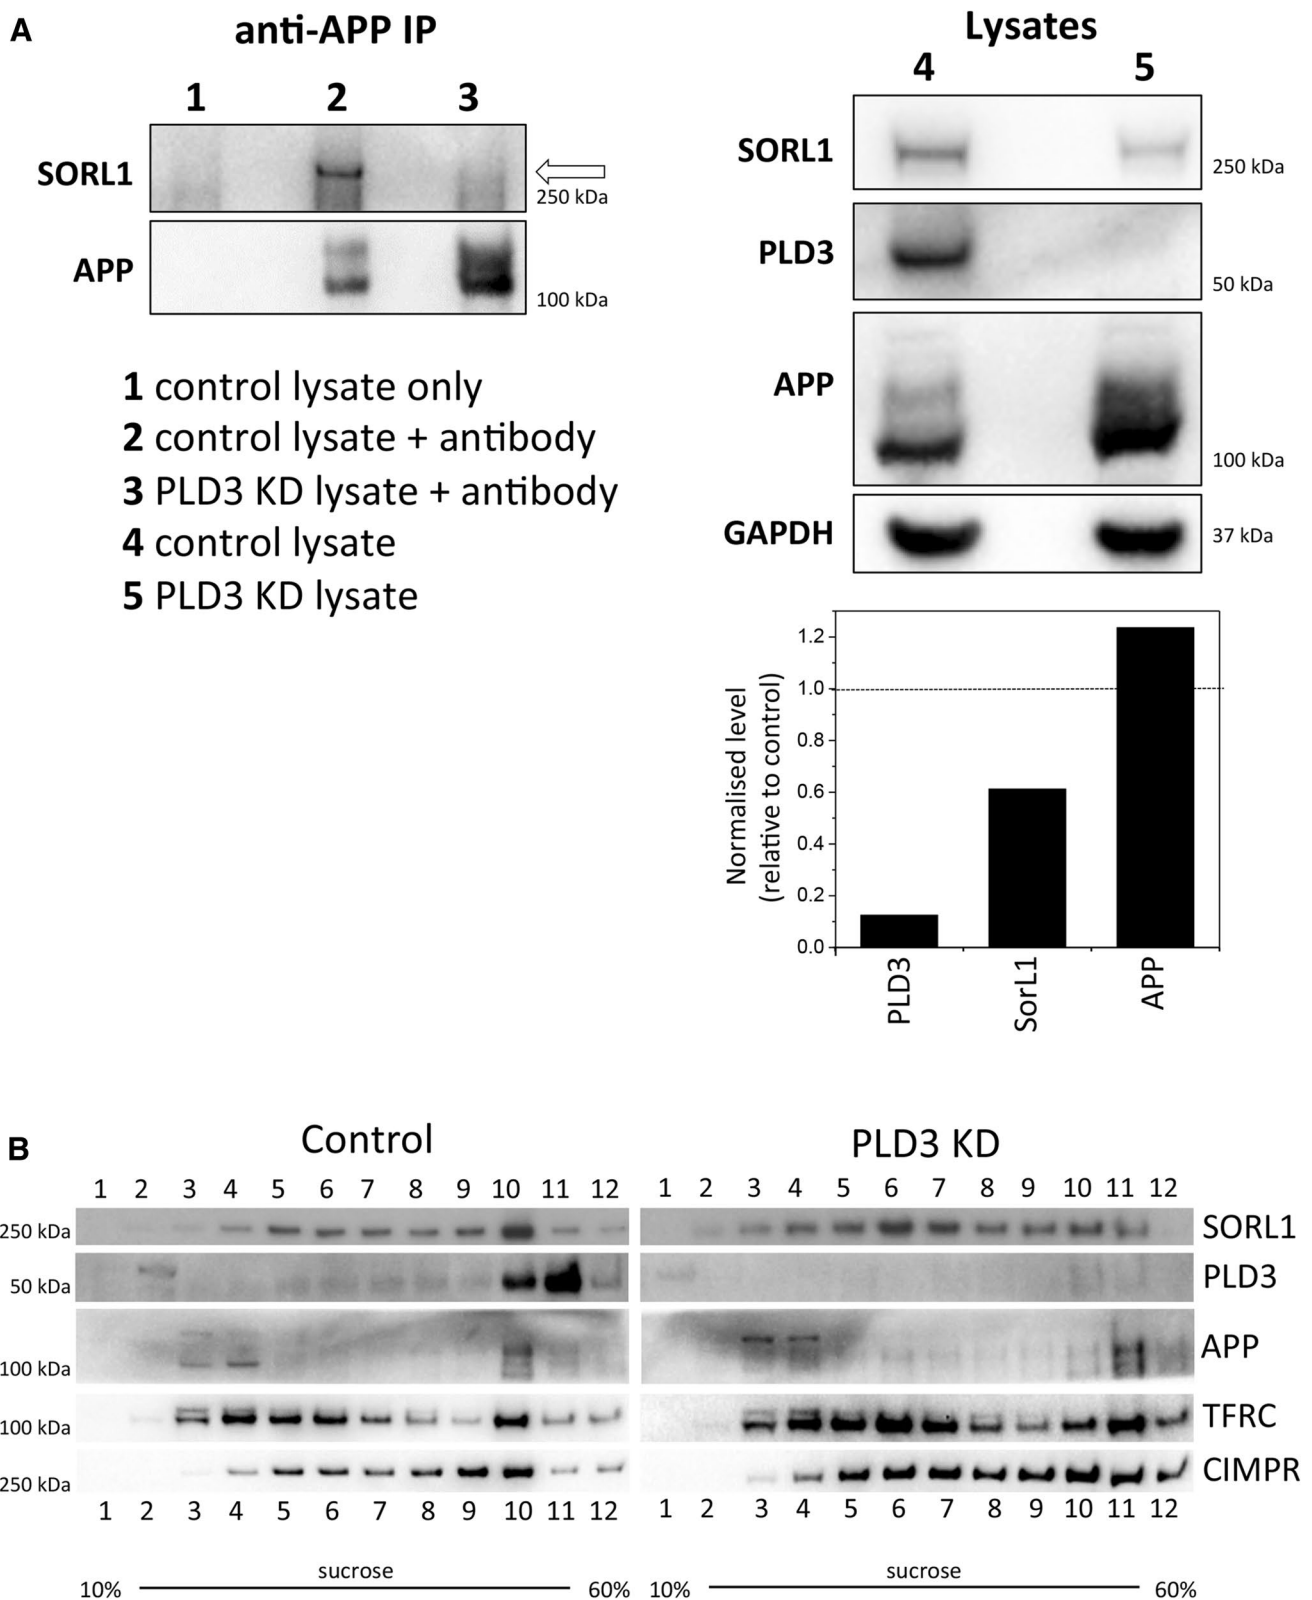 A
anti-APP IP
1 2 3
SORL1
250 kDa
APP
100 kDa
1 control lysate only
2 control lysate + antibody
3 PLD3 KD lysate + antibody
4 control lysate
5 PLD3 KD lysate
Lysates
4 5
SORL1
250 kDa
PLD3
50 kDa
APP
100 kDa
GAPDH
37 kDa
Normalised level
(relative to control)
1.2
1.0
0.8
0.6
0.4
0.2
0.0
PLD3
SorL1
APP
B
Control
PLD3 KD
1 2 3 4 5 6 7 8 9 10 11 12
1 2 3 4 5 6 7 8 9 10 11 12
250 kDa
SORL1
50 kDa
PLD3
100 kDa
APP
100 kDa
TFRC
250 kDa
CIMPR
1 2 3 4 5 6 7 8 9 10 11 12
1 2 3 4 5 6 7 8 9 10 11 12
10% sucrose 60%
10% sucrose 60%